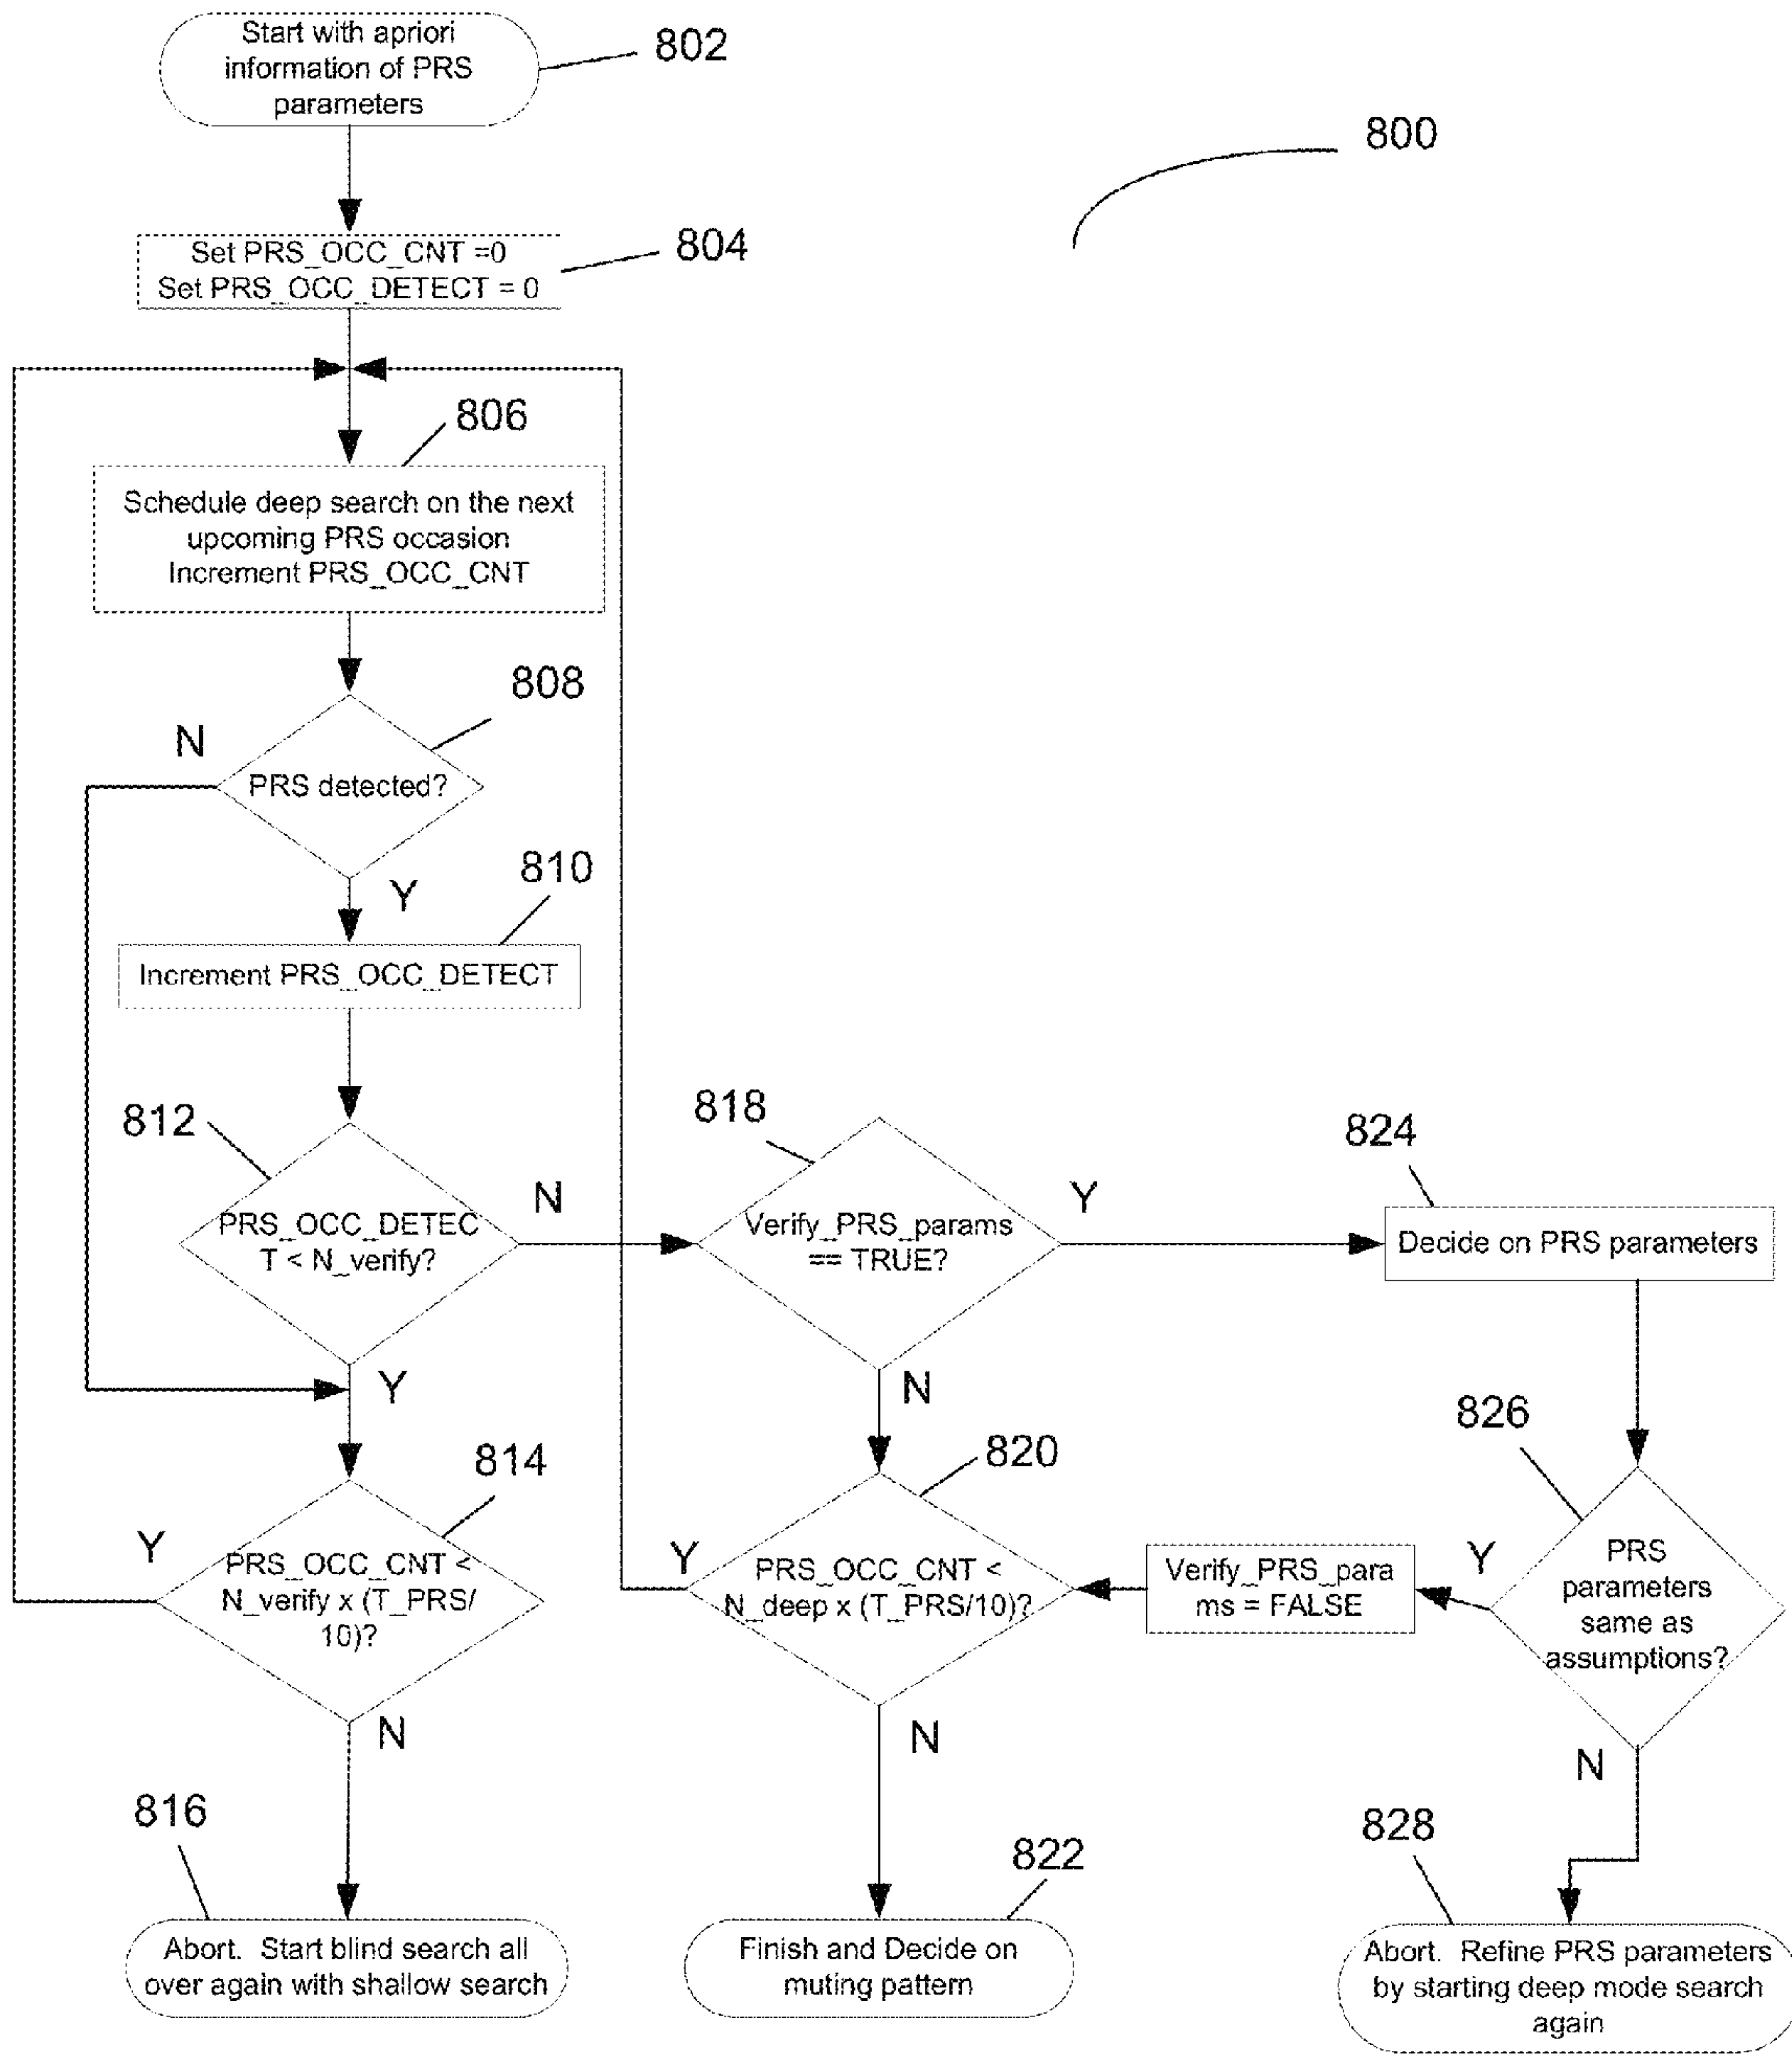 Start with apriori
information of PRS
parameters
802
800
Set PRS_OCC_CNT =0
Set PRS_OCC_DETECT = 0
804
806
Schedule deep search on the next
upcoming PRS occasion
Increment PRS_OCC_CNT
808
N
PRS detected?
Y
810
Increment PRS_OCC_DETECT
812
PRS_OCC_DETEC
T < N_verify?
N
Y
818
Verify_PRS_params
== TRUE?
Y
N
824
Decide on PRS parameters
814
Y
PRS_OCC_CNT <
N_verify x (T_PRS/
10)?
N
820
Y
PRS_OCC_CNT <
N_deep x (T_PRS/10)?
N
Verify_PRS_para
ms = FALSE
826
Y
PRS
parameters
same as
assumptions?
N
816
Abort. Start blind search all
over again with shallow search
822
Finish and Decide on
muting pattern
828
Abort. Refine PRS parameters
by starting deep mode search
again